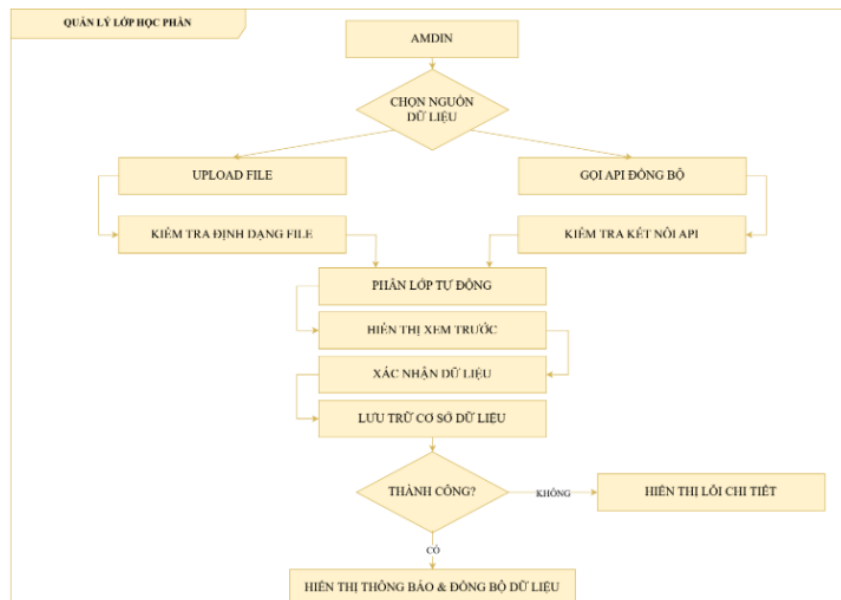 QUẢN LÝ LỚP HỌC PHẦN
AMDIN
CHỌN NGUỒN
DỮ LIỆU
UPLOAD FILE
GỌI API ĐỒNG BỘ
KIỂM TRA ĐỊNH DẠNG FILE
KIỂM TRA KẾT NỐI API
PHÂN LỚP TỰ ĐỘNG
HIỂN THỊ XEM TRƯỚC
XÁC NHẬN DỮ LIỆU
LƯU TRỮ CƠ SỞ DỮ LIỆU
THÀNH CÔNG?
KHÔNG
HIỂN THỊ LỖI CHI TIẾT
CÓ
HIỂN THỊ THÔNG BÁO & ĐỒNG BỘ DỮ LIỆU